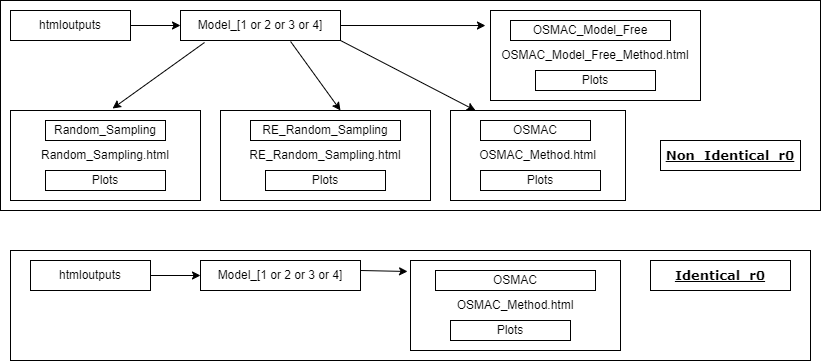 htmloutputs
Model_[1 or 2 or 3 or 4]
OSMAC_Model_Free
OSMAC_Model_Free_Method.html
Plots
Random_Sampling
Random_Sampling.html
Plots
RE_Random_Sampling
RE_Random_Sampling.html
Plots
OSMAC
OSMAC_Method.html
Plots
Non_Identical_r0
htmloutputs
Model_[1 or 2 or 3 or 4]
OSMAC
OSMAC_Method.html
Plots
Identical_r0